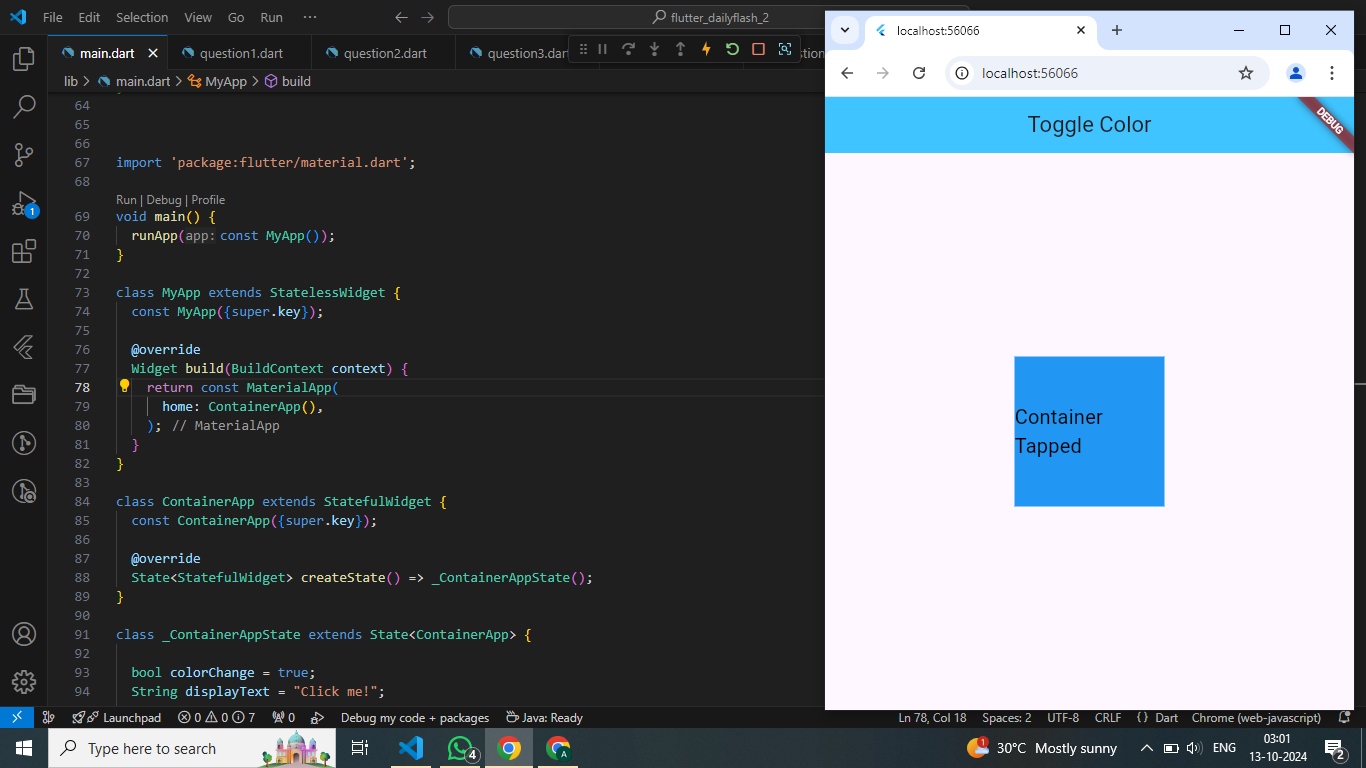 File Edit Selection View Go Run ··· flutter_dailyflash_2
main.dart question1.dart question2.dart question3.dart
lib > main.dart > MyApp > build
64
65
66
67 import 'package:flutter/material.dart';
68
Run | Debug | Profile
69 void main() {
70 runApp(app: const MyApp());
71 }
72
73 class MyApp extends StatelessWidget {
74 const MyApp({super.key});
75
76 @override
77 Widget build(BuildContext context) {
78 return const MaterialApp(
79 home: ContainerApp(),
80 ); // MaterialApp
81 }
82 }
83
84 class ContainerApp extends StatefulWidget {
85 const ContainerApp({super.key});
86
87 @override
88 State<StatefulWidget> createState() => _ContainerAppState();
89 }
90
91 class _ContainerAppState extends State<ContainerApp> {
92
93 bool colorChange = true;
94 String displayText = "Click me!";
1
localhost:56066
localhost:56066
Toggle Color
DEBUG
Container
Tapped
Launchpad 0 0 7 0 Debug my code + packages Java: Ready Ln 78, Col 18 Spaces: 2 UTF-8 CRLF {} Dart Chrome (web-javascript)
Type here to search 4 A 1 30°C Mostly sunny ENG 03:01
13-10-2024 2